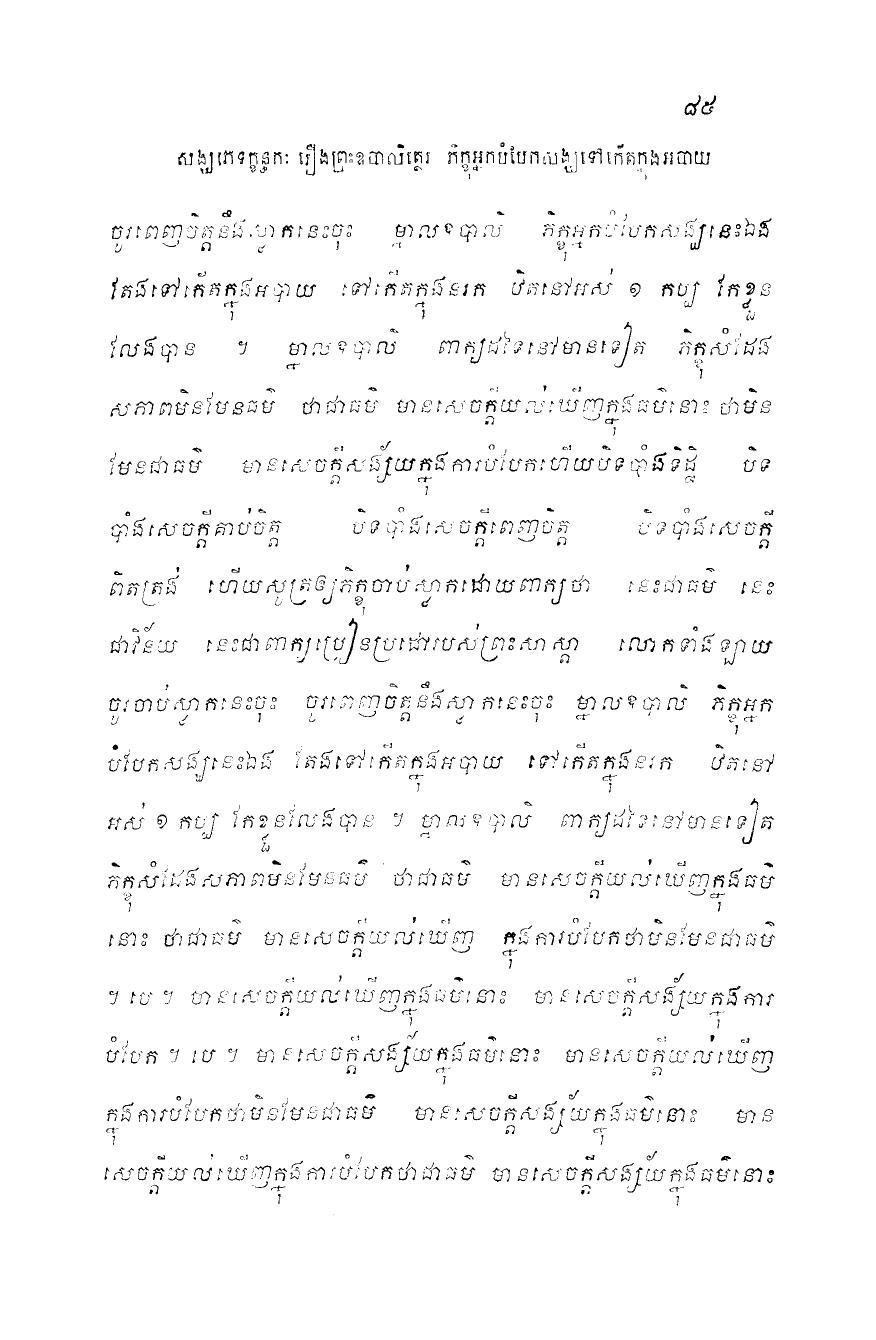 ៨៥
សង្ឃភេទក្ខន្ធកៈ រឿងព្រះឧបាលិត្ថេរ ភិក្ខុអ្នកបំបែកសង្ឃទៅកើតក្នុងអបាយ
ចូរពេញចិត្តនឹងស្លាកនេះចុះ ម្នាលឧបាលិ ភិក្ខុអ្នកបំបែកសង្ឃនេះឯង
តែងទៅកើតក្នុងអបាយ ទៅកើតក្នុងនរក ឋិតនៅអស់ ១ កប្ប កែខ្លួន
លែងបាន ។ ម្នាលឧបាលិ ពាក្យដទៃនៅមានទៀត ភិក្ខុសំដែង
សភាពមិនមែនធម៌ ថាជាធម៌ មានសេចក្តីយល់ឃើញក្នុងធម៌នោះ ថាមិន
មែនជាធម៌ មានសេចក្តីសង្ស័យក្នុងការបំបែកហើយបិទបាំងទិដ្ឋិ បិទ
បាំងសេចក្តីគាប់ចិត្ត បិទបាំងសេចក្តីពេញចិត្ត បិទបាំងសេចក្តី
ពិតត្រង់ ហើយសូត្រឲ្យភិក្ខុចាប់ស្លាកដោយពាក្យថា នេះជាធម៌ នេះ
ជាវិន័យ នេះជាពាក្យប្រៀនប្រដៅរបស់ព្រះសាស្តា លោកទាំងឡាយ
ចូរចាប់ស្លាកនេះចុះ ចូរពេញចិត្តនឹងស្លាកនេះចុះ ម្នាលឧបាលិ ភិក្ខុអ្នក
បំបែកសង្ឃនេះឯង តែងទៅកើតក្នុងអបាយ ទៅកើតក្នុងនរក ឋិតនៅ
អស់ ១ កប្ប កែខ្លួនលែងបាន ។ ម្នាលឧបាលិ ពាក្យដទៃនៅមានទៀត
ភិក្ខុសំដែងសភាពមិនមែនធម៌ ថាជាធម៌ មានសេចក្តីយល់ឃើញក្នុងធម៌
នោះ ថាជាធម៌ មានសេចក្តីយល់ឃើញ ក្នុងការបំបែកថាមិនមែនជាធម៌
។ បេ ។ មានសេចក្តីយល់ឃើញក្នុងធម៌នោះ មានសេចក្តីសង្ស័យក្នុងការ
បំបែក ។ បេ ។ មានសេចក្តីសង្ស័យក្នុងធម៌នោះ មានសេចក្តីយល់ឃើញ
ក្នុងការបំបែកថាមិនមែនជាធម៌ មានសេចក្តីសង្ស័យក្នុងធម៌នោះ មាន
សេចក្តីយល់ឃើញក្នុងការបំបែកថាជាធម៌ មានសេចក្តីសង្ស័យក្នុងធម៌នោះ